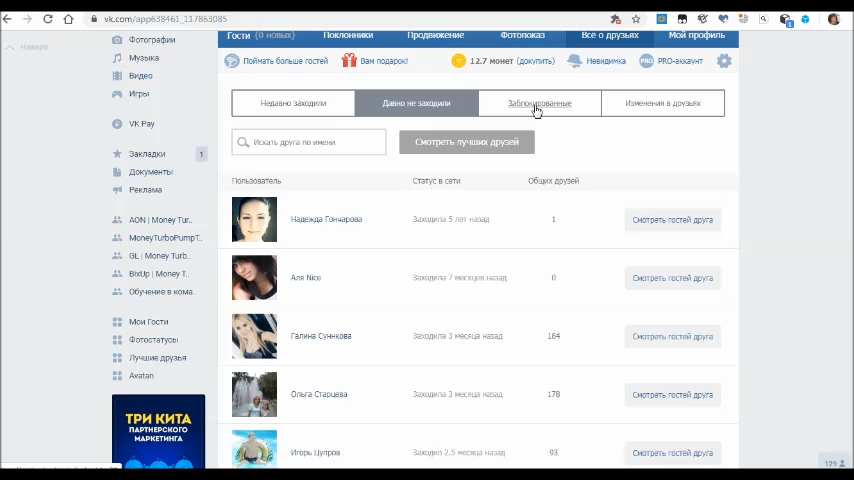 vk.com/app638461_117863085
Наверх
Фотографии
Музыка
Видео
Игры
VK Pay
Закладки 1
Документы
Реклама
AON | Money Tur..
MoneyTurboPumpT..
GL | Money Turb..
BixUp | Money T..
Обучение в кома..
Мои Гости
Фотостатусы
Лучшие друзья
Avatan
ТРИ КИТА
ПАРТНЕРСКОГО
МАРКЕТИНГА
Гости (0 новых) Поклонники Продвижение Фотопоказ Всё о друзьях Мой профиль
Поймать больше гостей Вам подарок! 12.7 монет (докупить) Невидимка PRO PRO-аккаунт
Недавно заходили Давно не заходили Заблокированные Изменения в друзьях
Искать друга по имени Смотреть лучших друзей
Пользователь Статус в сети Общих друзей
Надежда Гончарова Заходила 5 лет назад 1 Смотреть гостей друга
Аля Nice Заходила 7 месяцев назад 0 Смотреть гостей друга
Галина Суннкова Заходила 3 месяца назад 184 Смотреть гостей друга
Ольга Старцева Заходила 3 месяца назад 178 Смотреть гостей друга
Игорь Цулров Заходил 2,5 месяца назад 93 Смотреть гостей друга
129